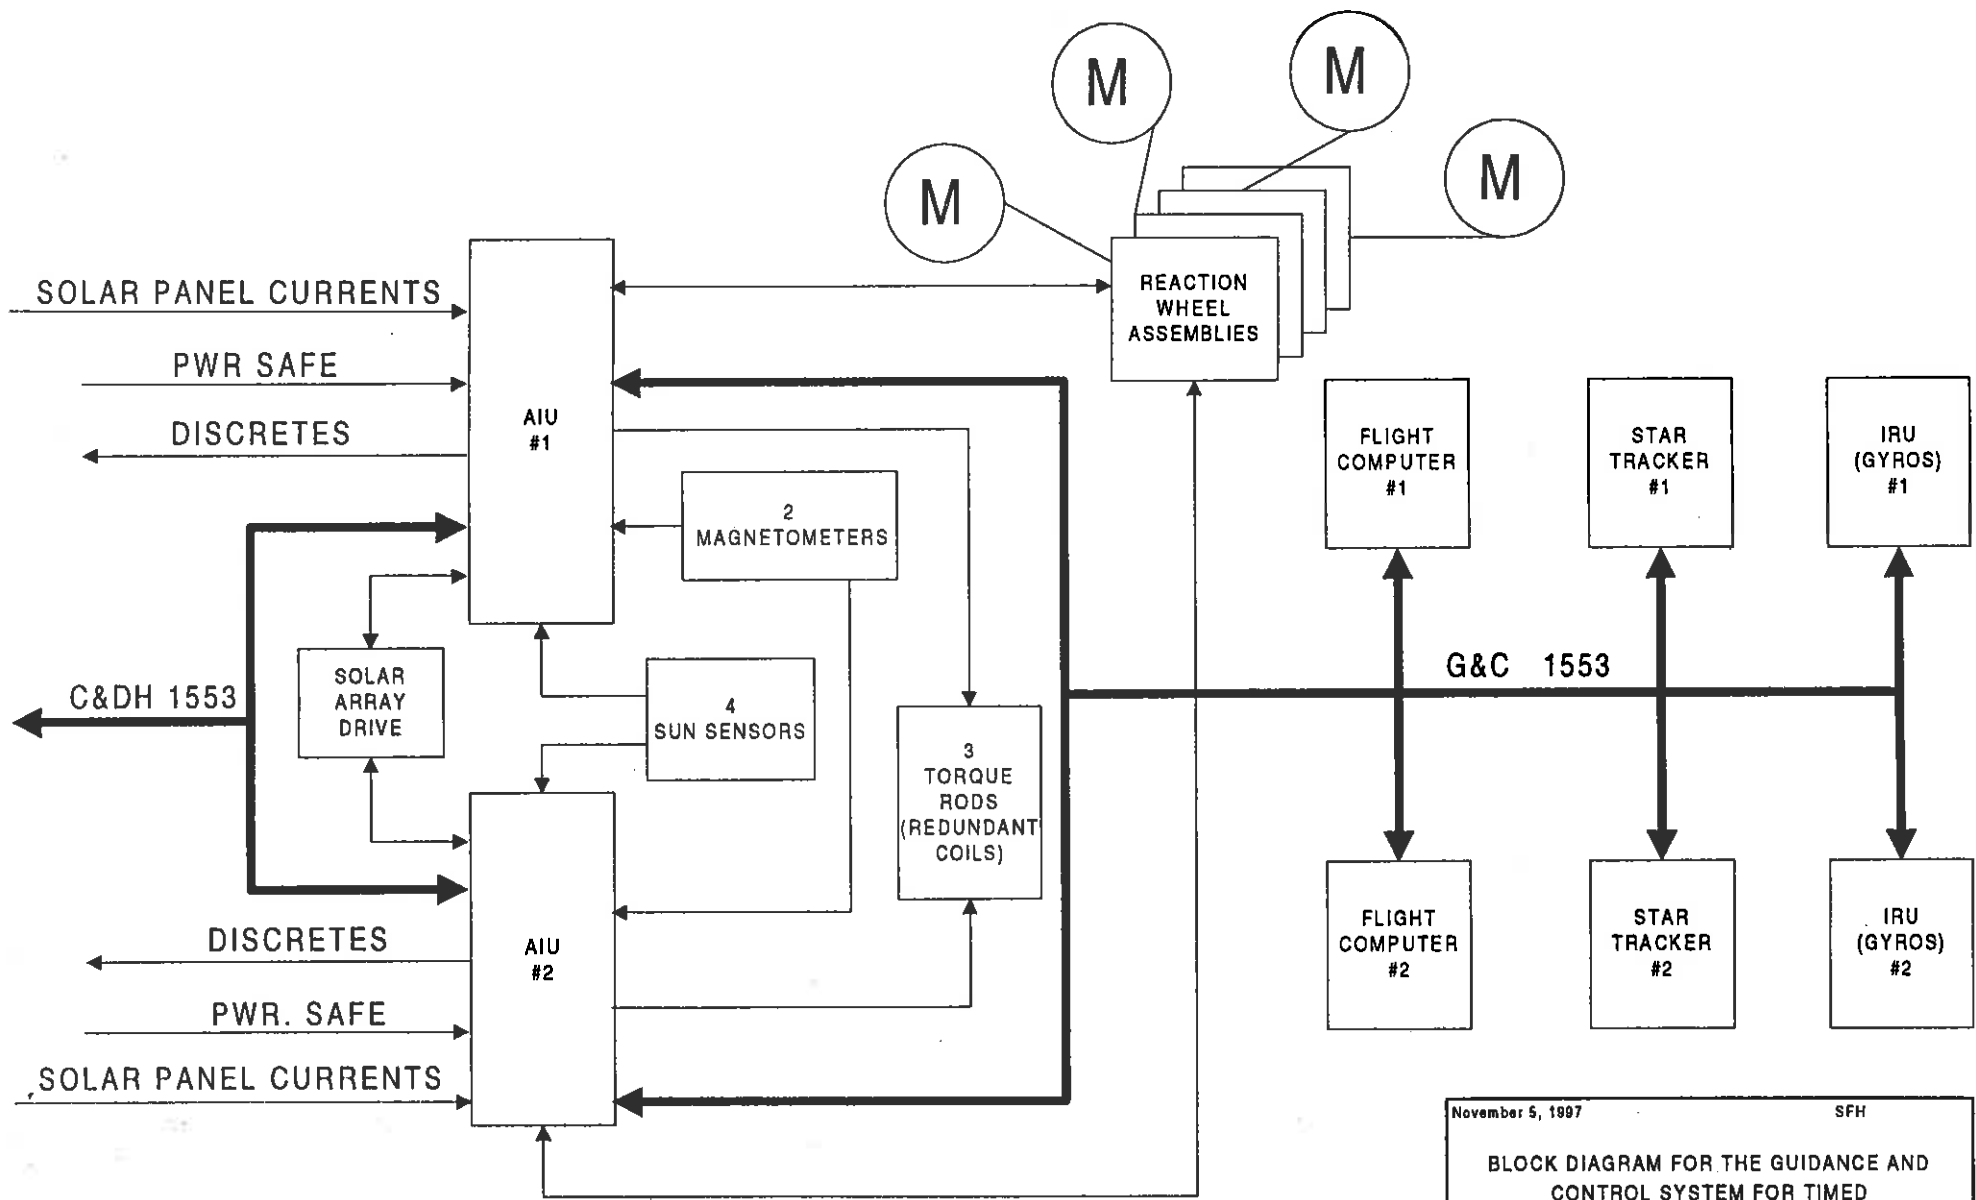 M
M
M
M
SOLAR PANEL CURRENTS
PWR SAFE
DISCRETES
AIU
#1
REACTION
WHEEL
ASSEMBLIES
2
MAGNETOMETERS
FLIGHT
COMPUTER
#1
STAR
TRACKER
#1
IRU
(GYROS)
#1
C&DH 1553
SOLAR
ARRAY
DRIVE
4
SUN SENSORS
3
TORQUE
RODS
(REDUNDANT
COILS)
G&C 1553
DISCRETES
PWR. SAFE
SOLAR PANEL CURRENTS
AIU
#2
FLIGHT
COMPUTER
#2
STAR
TRACKER
#2
IRU
(GYROS)
#2
November 5, 1997 SFH
BLOCK DIAGRAM FOR THE GUIDANCE AND
CONTROL SYSTEM FOR TIMED